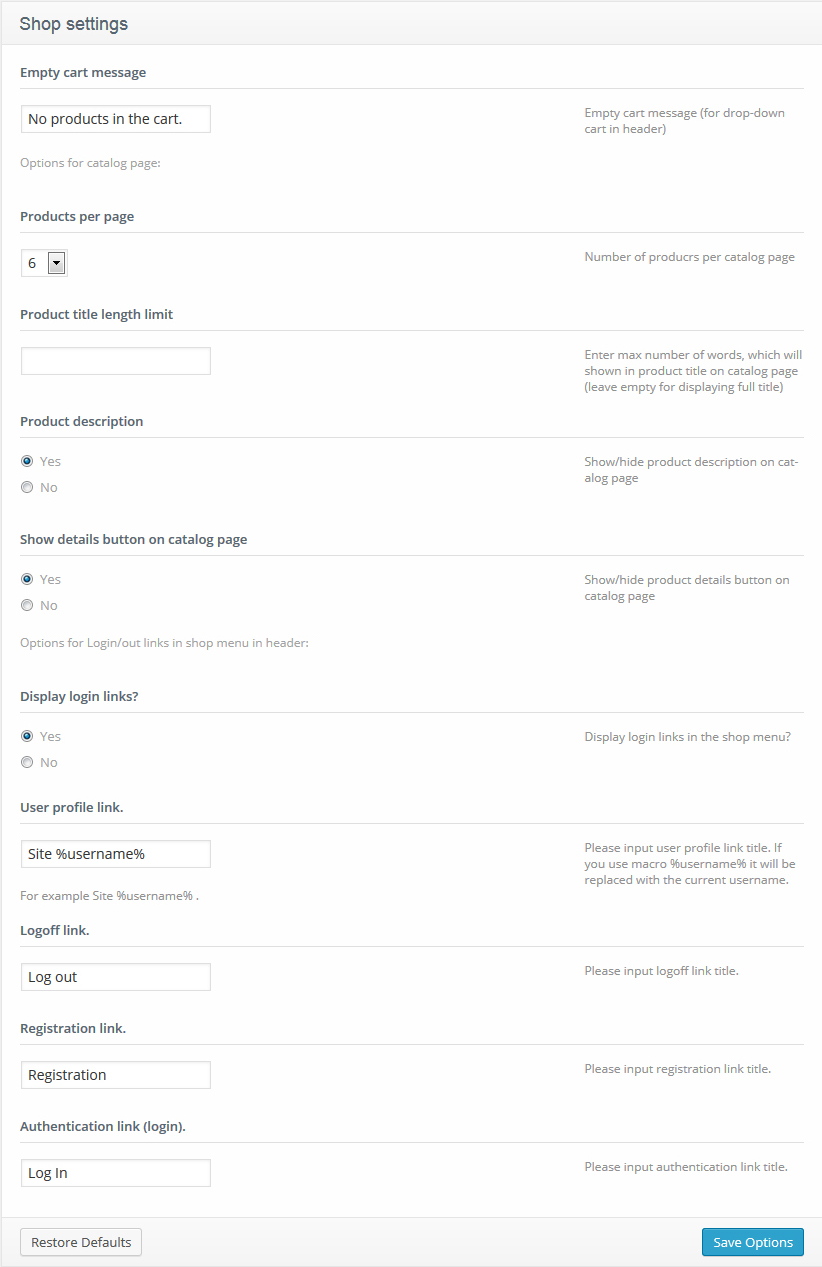 Shop settings
Empty cart message
No products in the cart.
Empty cart message (for drop-down
cart in header)
Options for catalog page:
Products per page
6
Number of producrs per catalog page
Product title length limit
Enter max number of words, which will
shown in product title on catalog page
(leave empty for displaying full title)
Product description
Yes
No
Show/hide product description on cat-
alog page
Show details button on catalog page
Yes
No
Show/hide product details button on
catalog page
Options for Login/out links in shop menu in header:
Display login links?
Yes
No
Display login links in the shop menu?
User profile link.
Site %username%
Please input user profile link title. If
you use macro %username% it will be
replaced with the current username.
For example Site %username% .
Logoff link.
Log out
Please input logoff link title.
Registration link.
Registration
Please input registration link title.
Authentication link (login).
Log In
Please input authentication link title.
Restore Defaults
Save Options